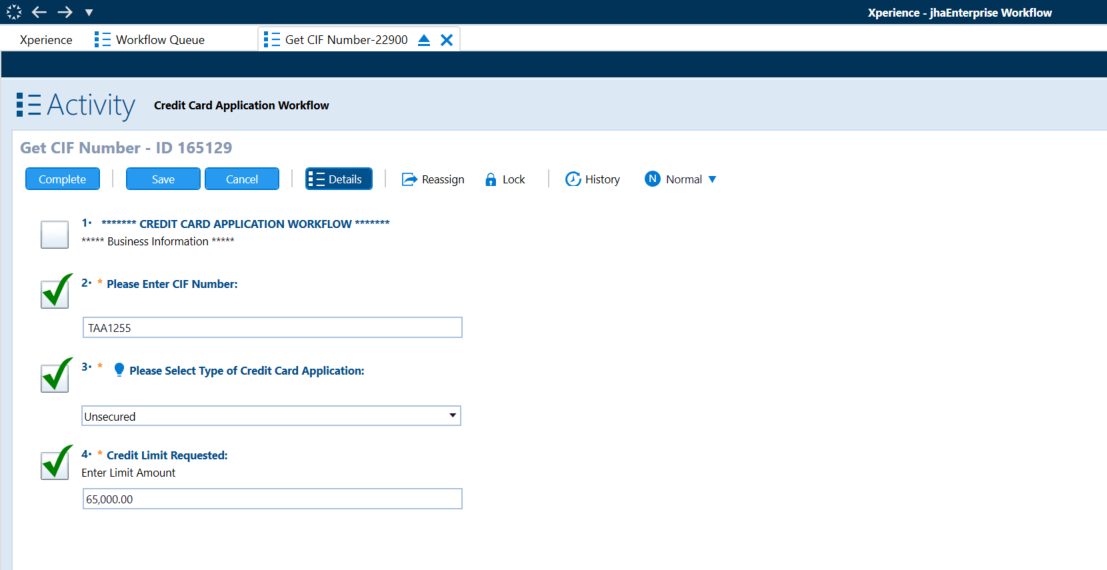 Xperience - jhaEnterprise Workflow
Xperience Workflow Queue Get CIF Number-22900
Activity Credit Card Application Workflow
Get CIF Number - ID 165129
Complete Save Cancel Details Reassign Lock History N Normal
1· ******* CREDIT CARD APPLICATION WORKFLOW *******
***** Business Information *****
2· * Please Enter CIF Number:
TAA1255
3· * Please Select Type of Credit Card Application:
Unsecured
4· * Credit Limit Requested:
Enter Limit Amount
65,000.00